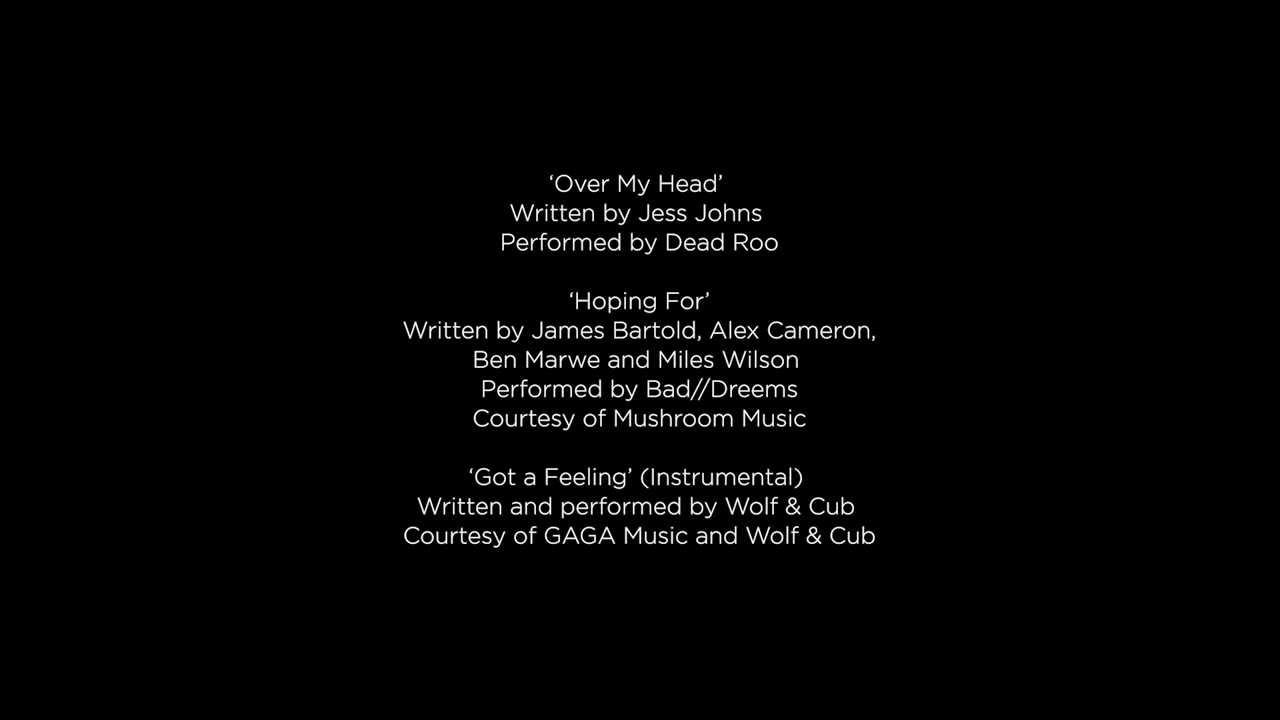 ‘Over My Head’
Written by Jess Johns
Performed by Dead Roo
‘Hoping For’
Written by James Bartold, Alex Cameron,
Ben Marwe and Miles Wilson
Performed by Bad//Dreems
Courtesy of Mushroom Music
‘Got a Feeling’ (Instrumental)
Written and performed by Wolf & Cub
Courtesy of GAGA Music and Wolf & Cub